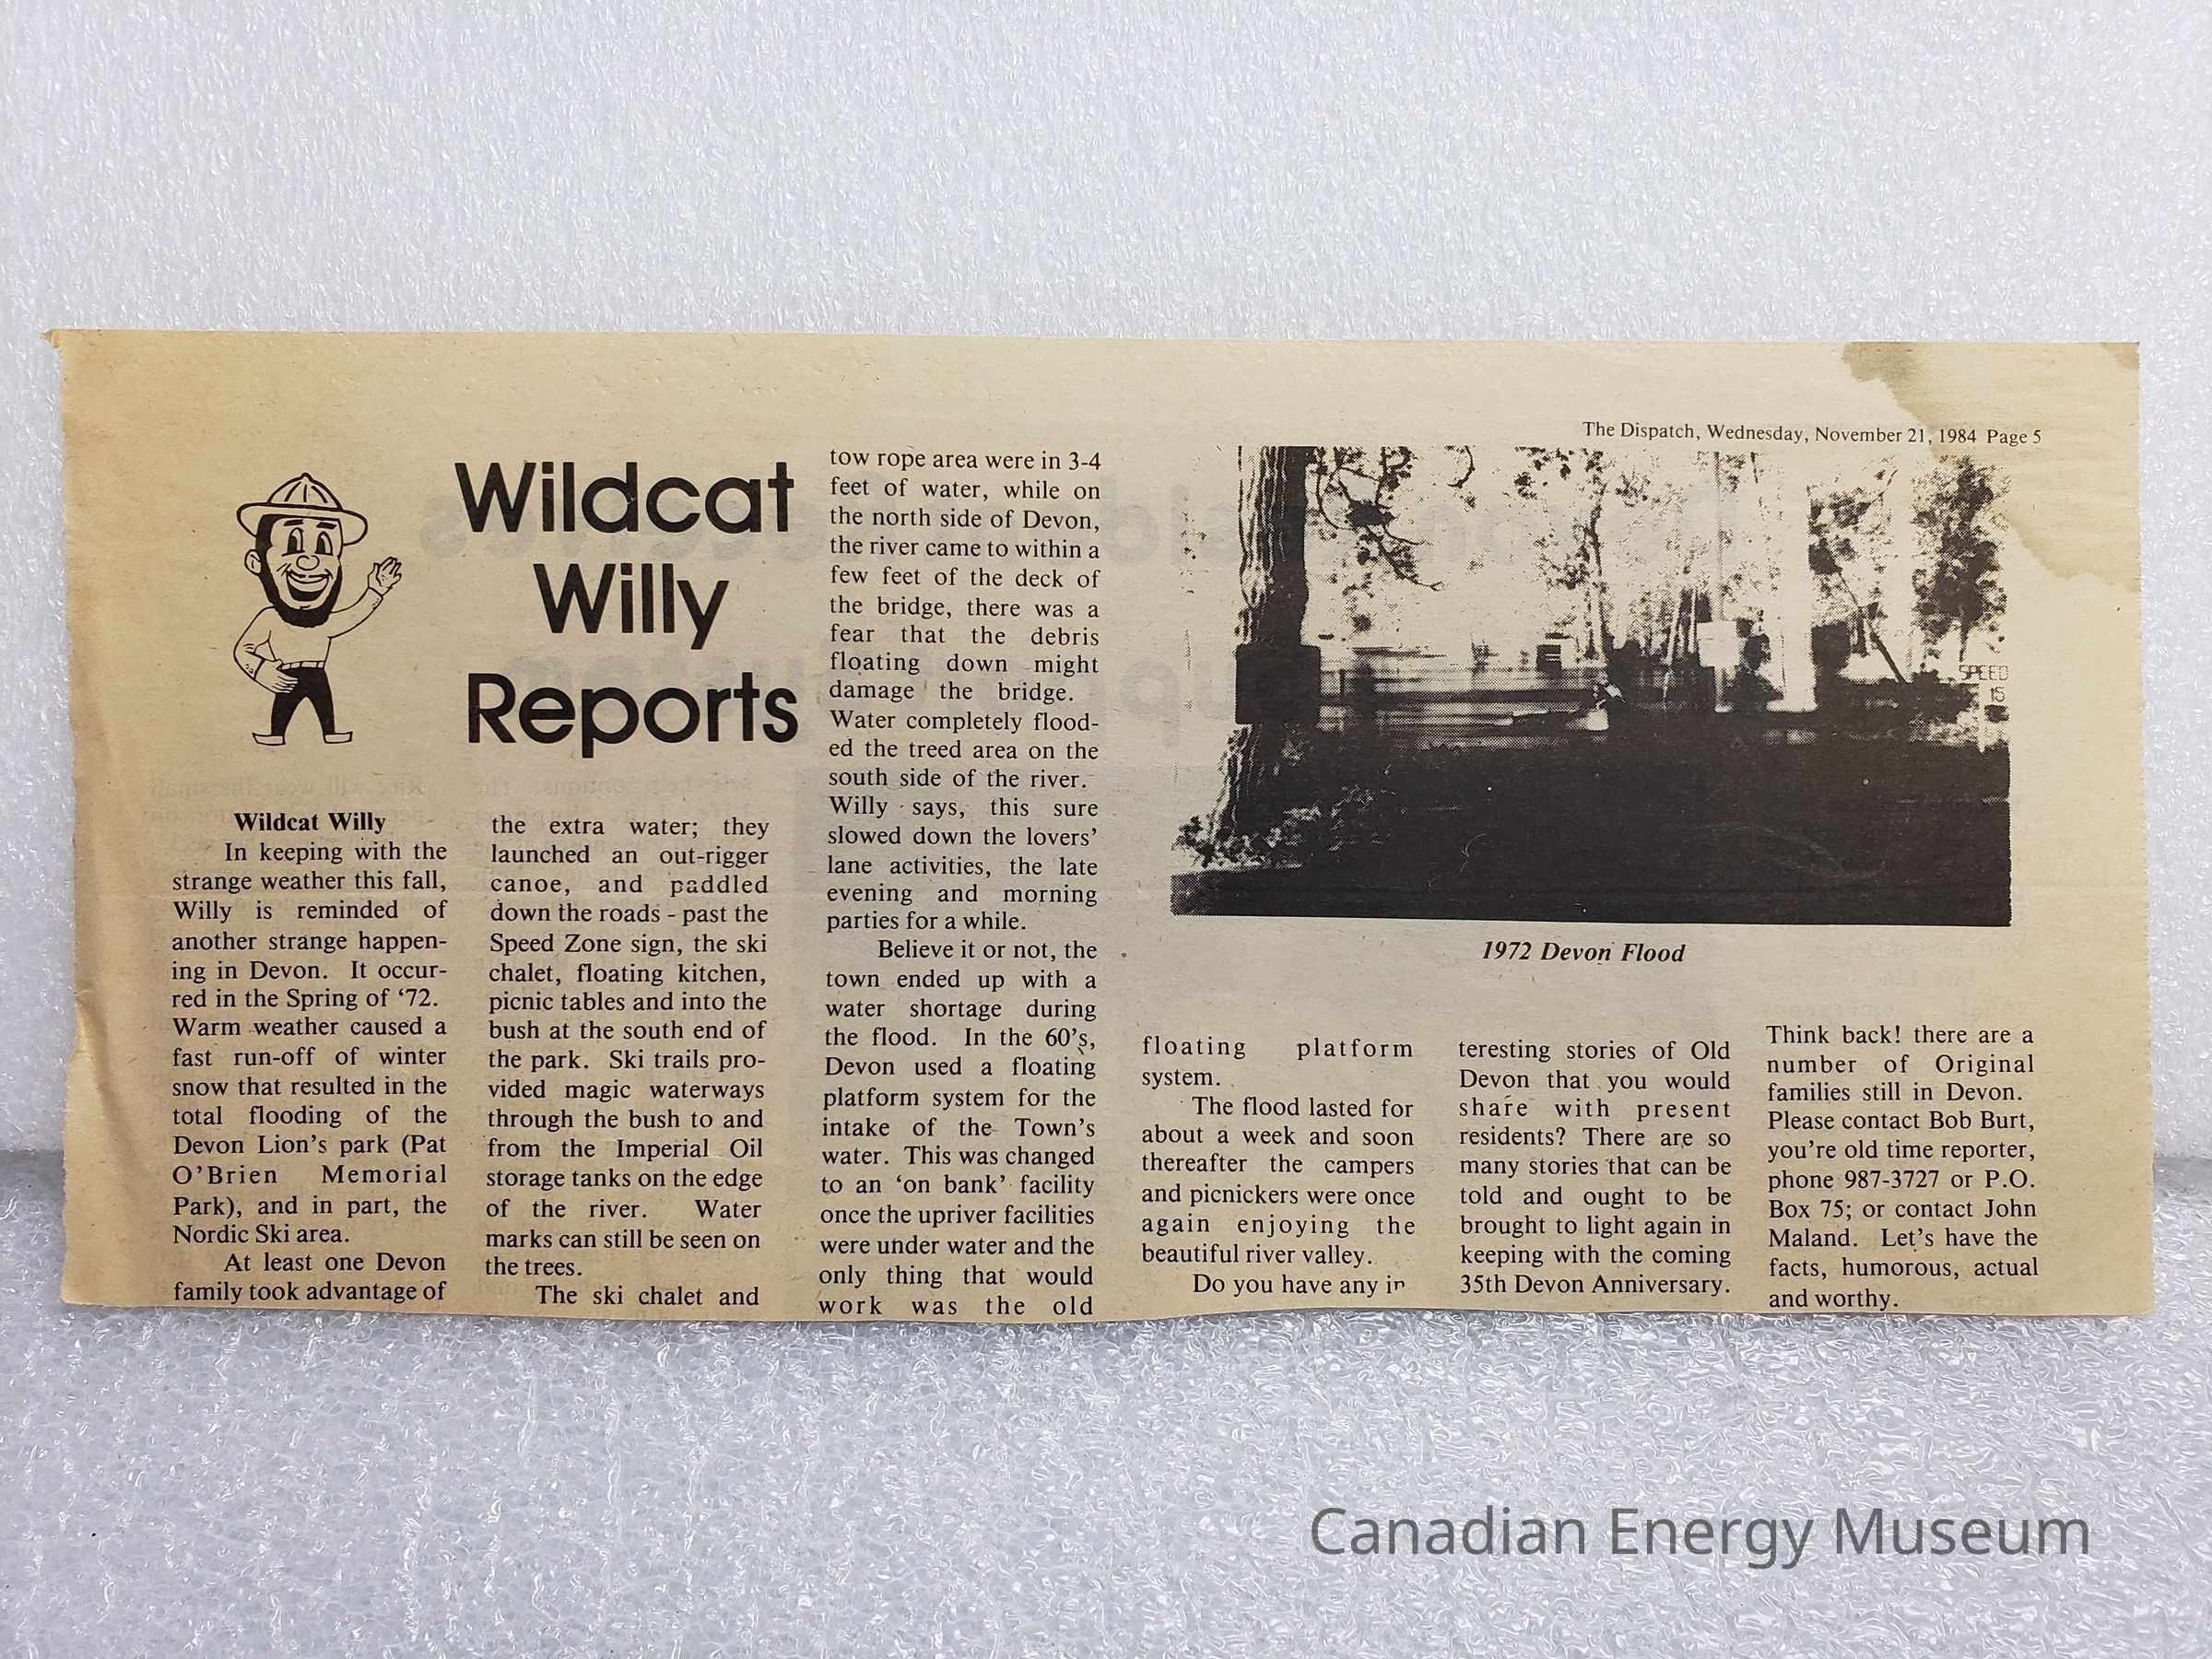 The Dispatch, Wednesday, November 21, 1984 Page 5
Wildcat
Willy
Reports
Wildcat Willy
In keeping with the
strange weather this fall,
Willy is reminded of
another strange happen-
ing in Devon. It occur-
red in the Spring of ‘72.
Warm weather caused a
fast run-off of winter
snow that resulted in the
total flooding of the
Devon Lion's park (Pat
O'Brien Memorial
Park), and in part, the
Nordic Ski area.
At least one Devon
family took advantage of
the extra water; they
launched an out-rigger
canoe, and paddled
down the roads - past the
Speed Zone sign, the ski
chalet, floating kitchen,
picnic tables and into the
bush at the south end of
the park. Ski trails pro-
vided magic waterways
through the bush to and
from the Imperial Oil
storage tanks on the edge
of the river. Water
marks can still be seen on
the trees.
The ski chalet and
tow rope area were in 3-4
feet of water, while on
the north side of Devon,
the river came to within a
few feet of the deck of
the bridge, there was a
fear that the debris
floating down might
damage the bridge.
Water completely flood-
ed the treed area on the
south side of the river.
Willy says, this sure
slowed down the lovers'
lane activities, the late
evening and morning
parties for a while.
Believe it or not, the
town ended up with a
water shortage during
the flood. In the 60's,
Devon used a floating
platform system for the
intake of the Town's
water. This was changed
to an ‘on bank’ facility
once the upriver facilities
were under water and the
only thing that would
work was the old
SPEED
15
1972 Devon Flood
floating platform
system.
The flood lasted for
about a week and soon
thereafter the campers
and picnickers were once
again enjoying the
beautiful river valley.
Do you have any in
teresting stories of Old
Devon that you would
share with present
residents? There are so
many stories that can be
told and ought to be
brought to light again in
keeping with the coming
35th Devon Anniversary.
Think back! there are a
number of Original
families still in Devon.
Please contact Bob Burt,
you're old time reporter,
phone 987-3727 or P.O.
Box 75; or contact John
Maland. Let's have the
facts, humorous, actual
and worthy.
Canadian Energy Museum